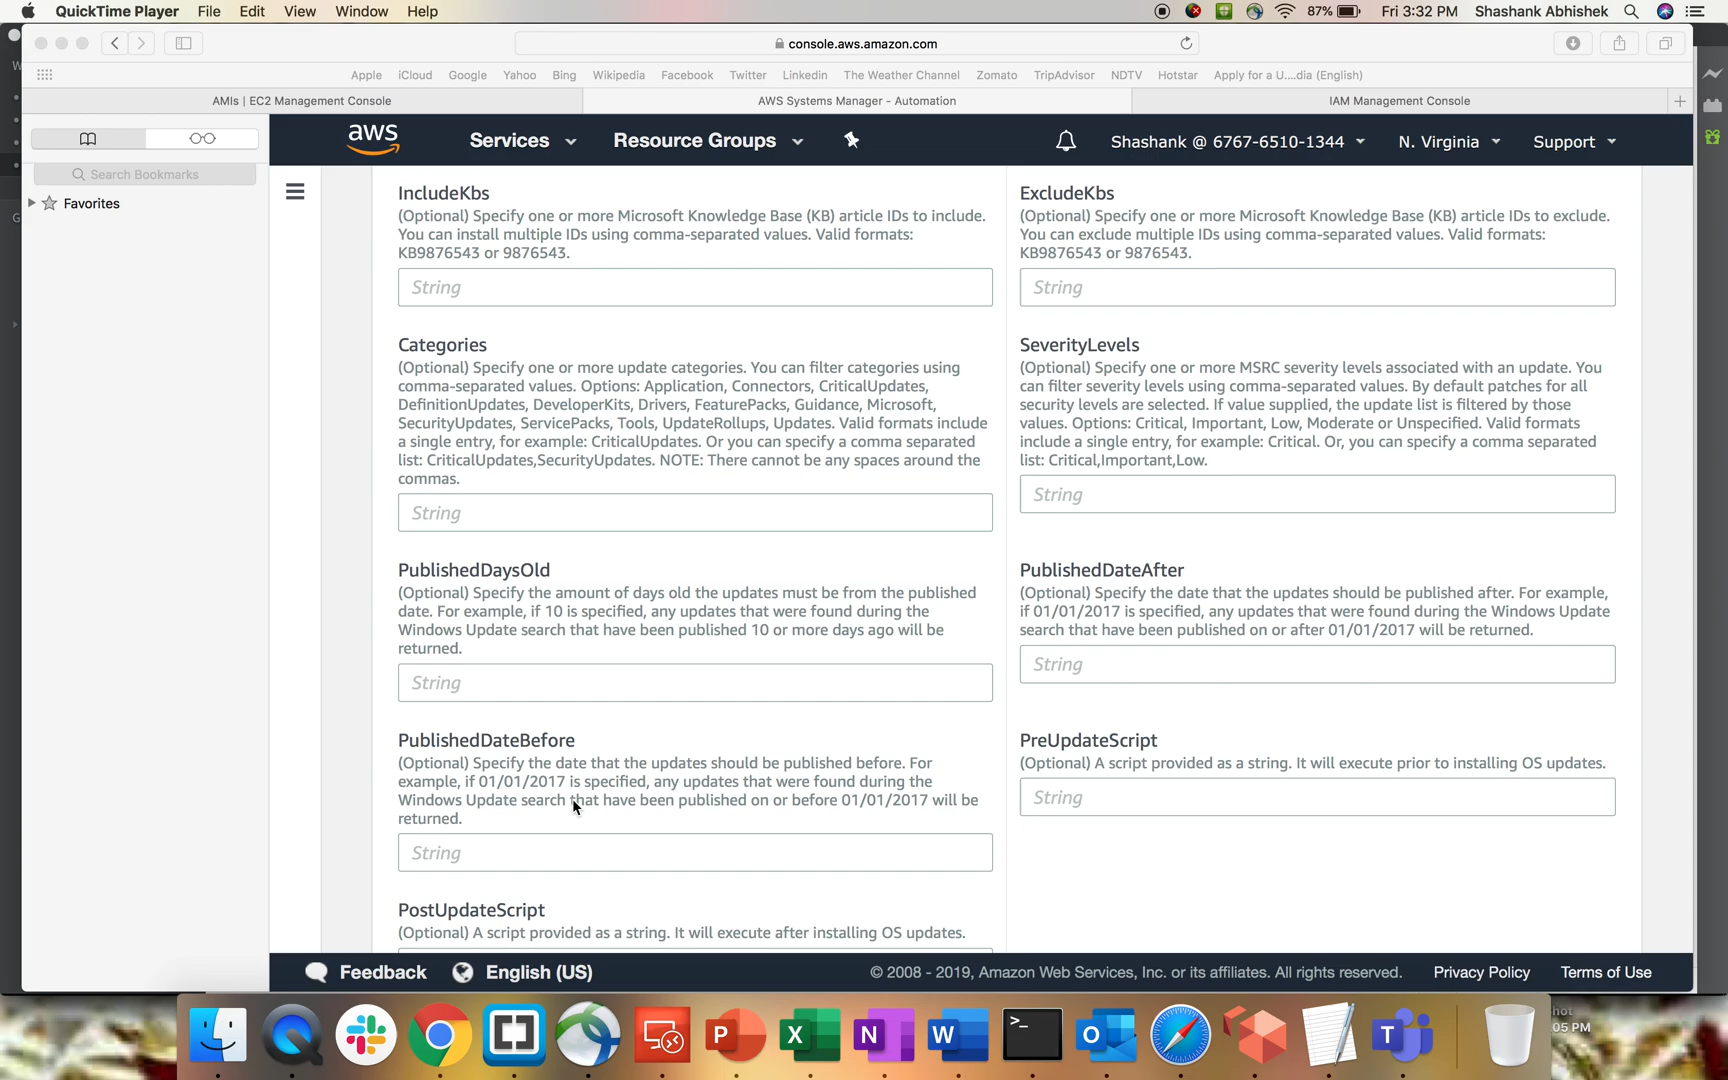 QuickTime Player File Edit View Window Help
87% Fri 3:32 PM Shashank Abhishek
console.aws.amazon.com
Apple iCloud Google Yahoo Bing Wikipedia Facebook Twitter Linkedin The Weather Channel Zomato TripAdvisor NDTV Hotstar Apply for a U....dia (English)
AMIs | EC2 Management Console
AWS Systems Manager - Automation
IAM Management Console
aws Services Resource Groups Shashank @ 6767-6510-1344 N. Virginia Support
Search Bookmarks
Favorites
IncludeKbs
(Optional) Specify one or more Microsoft Knowledge Base (KB) article IDs to include.
You can install multiple IDs using comma-separated values. Valid formats:
KB9876543 or 9876543.
String
ExcludeKbs
(Optional) Specify one or more Microsoft Knowledge Base (KB) article IDs to exclude.
You can exclude multiple IDs using comma-separated values. Valid formats:
KB9876543 or 9876543.
String
Categories
(Optional) Specify one or more update categories. You can filter categories using
comma-separated values. Options: Application, Connectors, CriticalUpdates,
DefinitionUpdates, DeveloperKits, Drivers, FeaturePacks, Guidance, Microsoft,
SecurityUpdates, ServicePacks, Tools, UpdateRollups, Updates. Valid formats include
a single entry, for example: CriticalUpdates. Or you can specify a comma separated
list: CriticalUpdates,SecurityUpdates. NOTE: There cannot be any spaces around the
commas.
String
SeverityLevels
(Optional) Specify one or more MSRC severity levels associated with an update. You
can filter severity levels using comma-separated values. By default patches for all
security levels are selected. If value supplied, the update list is filtered by those
values. Options: Critical, Important, Low, Moderate or Unspecified. Valid formats
include a single entry, for example: Critical. Or, you can specify a comma separated
list: Critical,Important,Low.
String
PublishedDaysOld
(Optional) Specify the amount of days old the updates must be from the published
date. For example, if 10 is specified, any updates that were found during the
Windows Update search that have been published 10 or more days ago will be
returned.
String
PublishedDateAfter
(Optional) Specify the date that the updates should be published after. For example,
if 01/01/2017 is specified, any updates that were found during the Windows Update
search that have been published on or after 01/01/2017 will be returned.
String
PublishedDateBefore
(Optional) Specify the date that the updates should be published before. For
example, if 01/01/2017 is specified, any updates that were found during the
Windows Update search that have been published on or before 01/01/2017 will be
returned.
String
PreUpdateScript
(Optional) A script provided as a string. It will execute prior to installing OS updates.
String
PostUpdateScript
(Optional) A script provided as a string. It will execute after installing OS updates.
Feedback English (US) © 2008 - 2019, Amazon Web Services, Inc. or its affiliates. All rights reserved. Privacy Policy Terms of Use
P X N W >_ O T
hot
05 PM